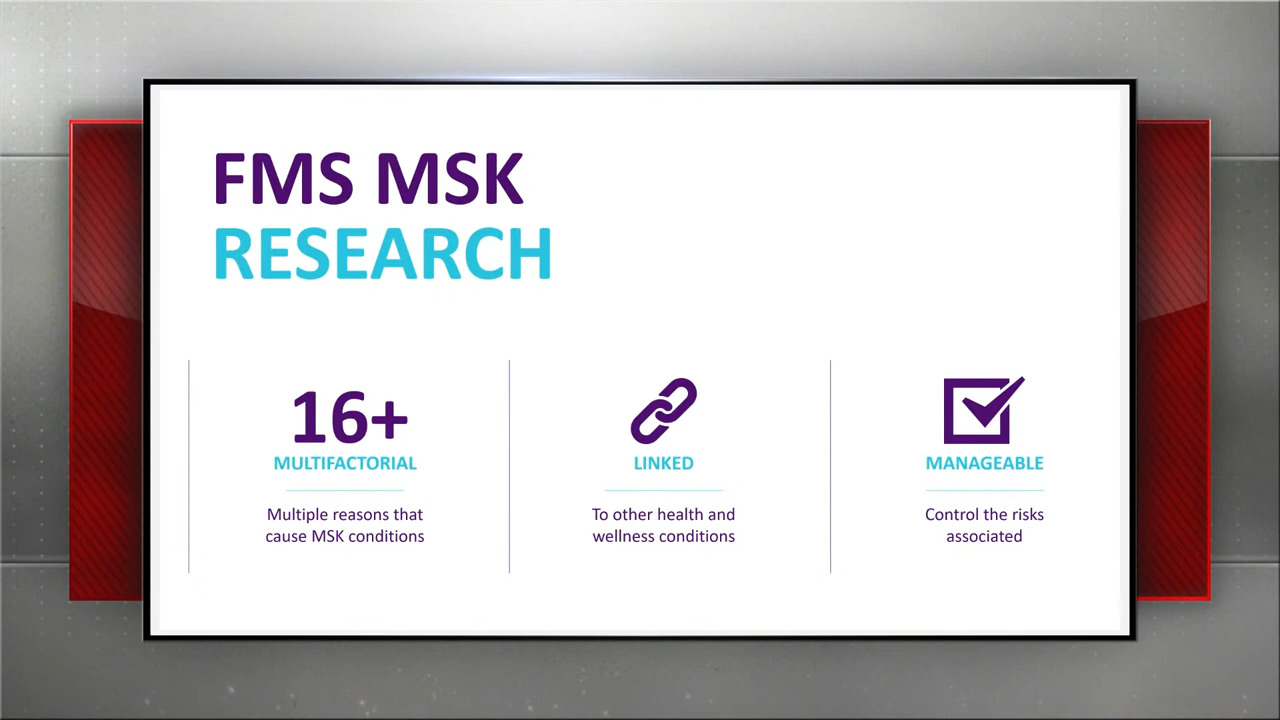 FMS MSK
RESEARCH
16+
MULTIFACTORIAL
Multiple reasons that
cause MSK conditions
LINKED
To other health and
wellness conditions
MANAGEABLE
Control the risks
associated